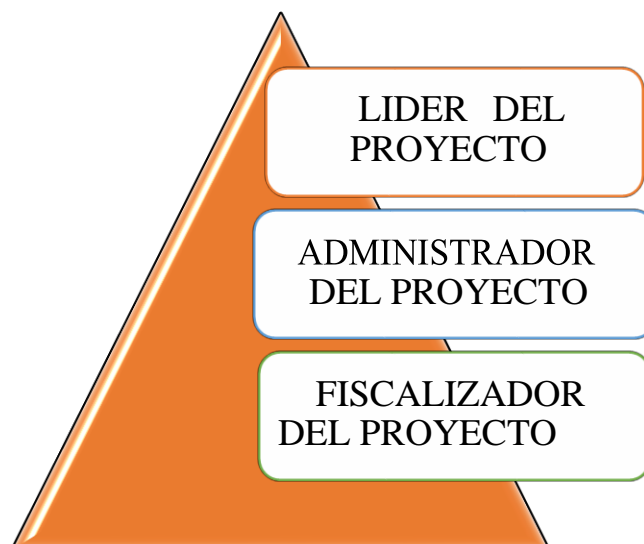 LIDER DEL
PROYECTO
ADMINISTRADOR
DEL PROYECTO
FISCALIZADOR
DEL PROYECTO